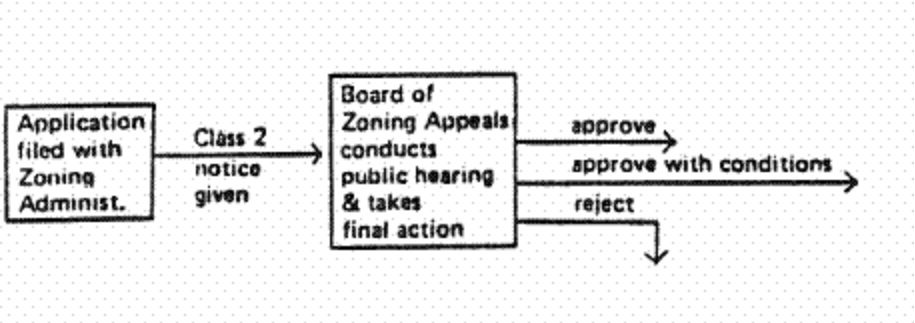 Application
filed with
Zoning
Administ.
Class 2
notice
given
Board of
Zoning Appeals
conducts
public hearing
& takes
final action
approve
approve with conditions
reject